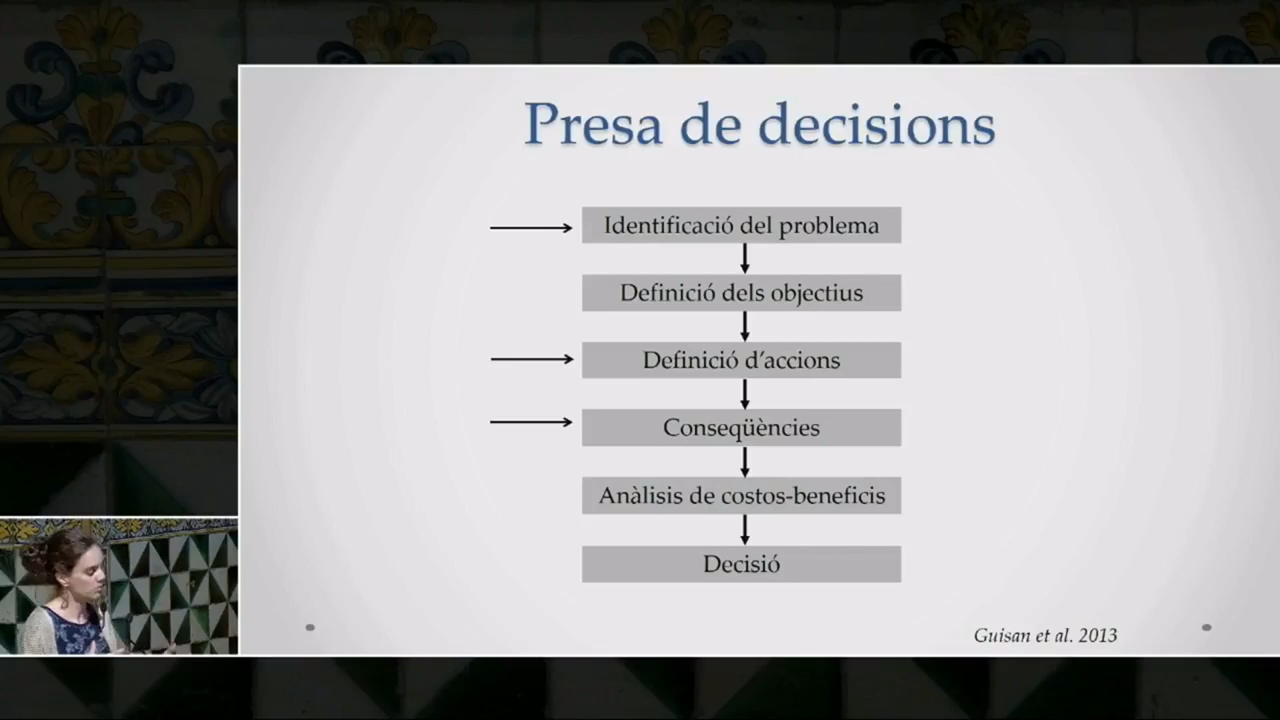 Presa de decisions
Identificació del problema
Definició dels objectius
Definició d’accions
Conseqüències
Anàlisis de costos-beneficis
Decisió
Guisan et al. 2013